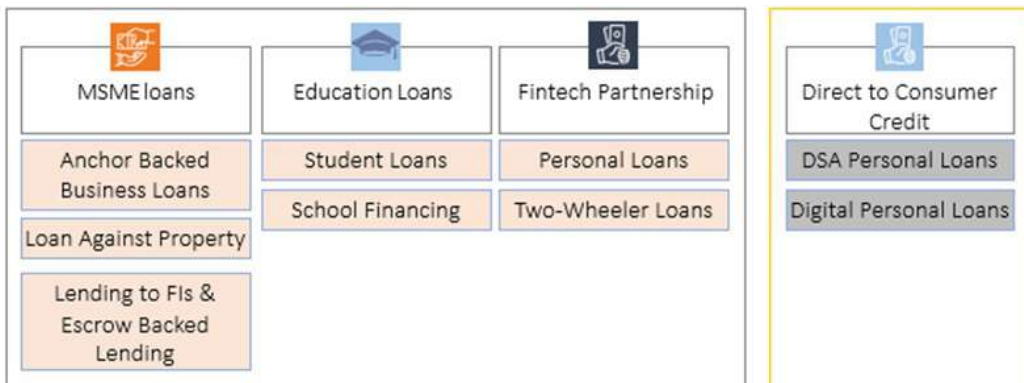 MSME loans
Anchor Backed
Business Loans
Loan Against Property
Lending to FIs &
Escrow Backed
Lending
Education Loans
Student Loans
School Financing
Fintech Partnership
Personal Loans
Two-Wheeler Loans
Direct to Consumer
Credit
DSA Personal Loans
Digital Personal Loans